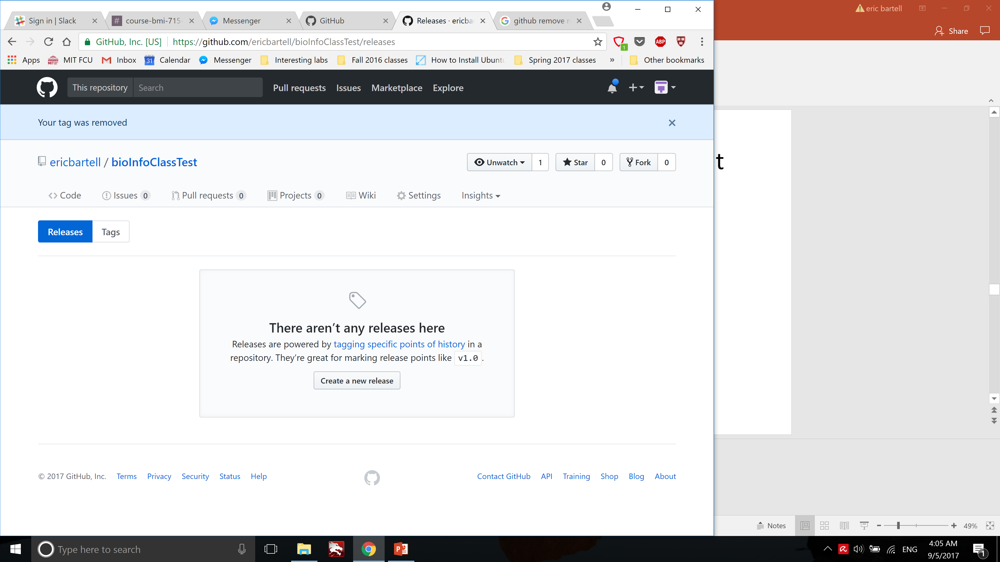 Sign in | Slack
course-bmi-715-
Messenger
GitHub
Releases · ericba
github remove r
eric bartell
Share
GitHub, Inc. [US]
https://github.com/ericbartell/bioInfoClassTest/releases
1
ABP
Apps
MIT FCU
Inbox
31
Calendar
Messenger
Interesting labs
Fall 2016 classes
How to Install Ubunt
Spring 2017 classes
»
Other bookmarks
This repository
Search
Pull requests
Issues
Marketplace
Explore
Your tag was removed
ericbartell / bioInfoClassTest
Unwatch 1
Star 0
Fork 0
t
Code
Issues 0
Pull requests 0
Projects 0
Wiki
Settings
Insights
Releases
Tags
There aren’t any releases here
Releases are powered by tagging specific points of history in a
repository. They’re great for marking release points like v1.0.
Create a new release
© 2017 GitHub, Inc.
Terms
Privacy
Security
Status
Help
Contact GitHub
API
Training
Shop
Blog
About
Notes
49%
Type here to search
ENG
4:05 AM
9/5/2017
1